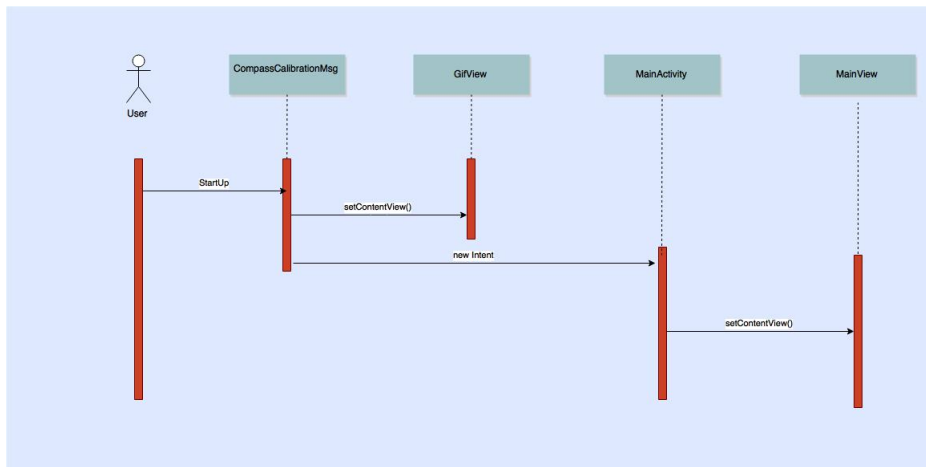 CompassCalibrationMsg
GifView
MainActivity
MainView
User
StartUp
setContentView()
new Intent
setContentView()